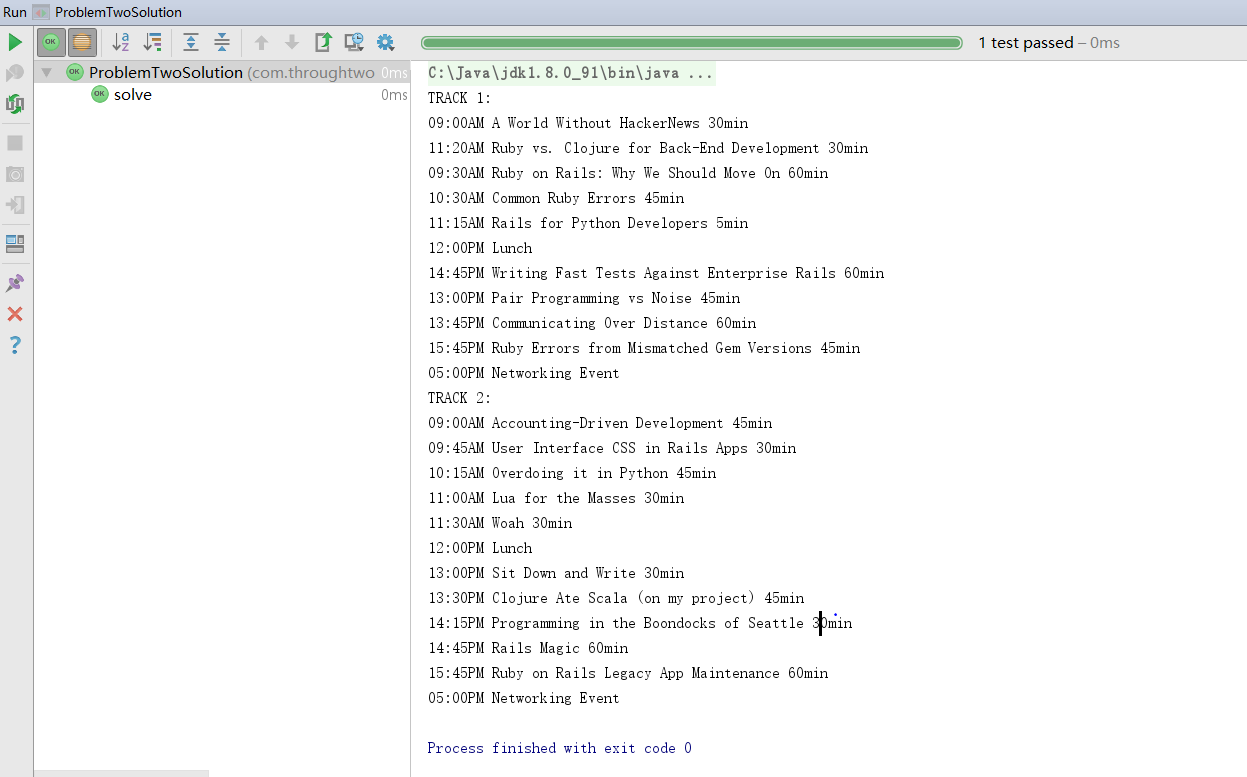 Run ProblemTwoSolution
1 test passed – 0ms
ProblemTwoSolution (com.throughtwo 0ms
solve 0ms
C:\Java\jdk1.8.0_91\bin\java ...
TRACK 1:
09:00AM A World Without HackerNews 30min
11:20AM Ruby vs. Clojure for Back-End Development 30min
09:30AM Ruby on Rails: Why We Should Move On 60min
10:30AM Common Ruby Errors 45min
11:15AM Rails for Python Developers 5min
12:00PM Lunch
14:45PM Writing Fast Tests Against Enterprise Rails 60min
13:00PM Pair Programming vs Noise 45min
13:45PM Communicating Over Distance 60min
15:45PM Ruby Errors from Mismatched Gem Versions 45min
05:00PM Networking Event
TRACK 2:
09:00AM Accounting-Driven Development 45min
09:45AM User Interface CSS in Rails Apps 30min
10:15AM Overdoing it in Python 45min
11:00AM Lua for the Masses 30min
11:30AM Woah 30min
12:00PM Lunch
13:00PM Sit Down and Write 30min
13:30PM Clojure Ate Scala (on my project) 45min
14:15PM Programming in the Boondocks of Seattle 30min
14:45PM Rails Magic 60min
15:45PM Ruby on Rails Legacy App Maintenance 60min
05:00PM Networking Event
Process finished with exit code 0